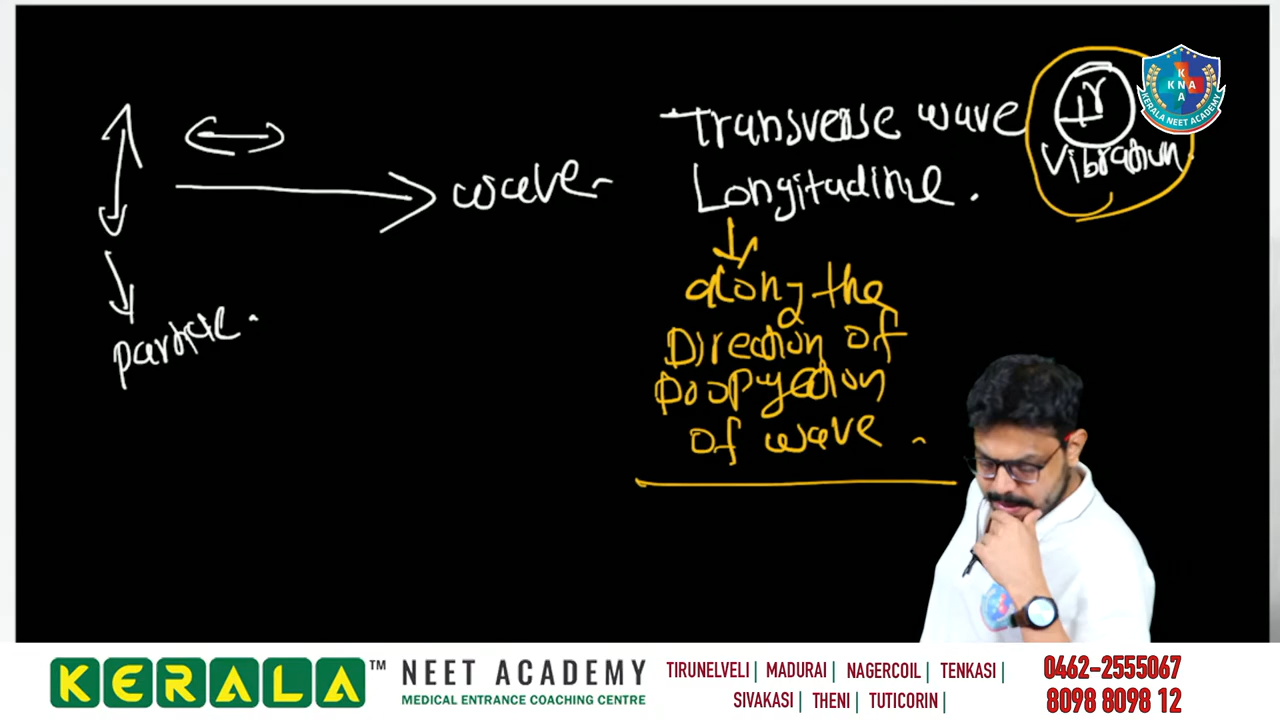 Transverse wave
⊥r
Vibration.
Longitudinal.
wave
along the
Direction of
Propagation
of wave.
particle.
KNA
KERALA NEET ACADEMY
KERALA™
NEET ACADEMY
MEDICAL ENTRANCE COACHING CENTRE
TIRUNELVELI | MADURAI | NAGERCOIL | TENKASI |
SIVAKASI | THENI | TUTICORIN |
0462-2555067
8098 8098 12